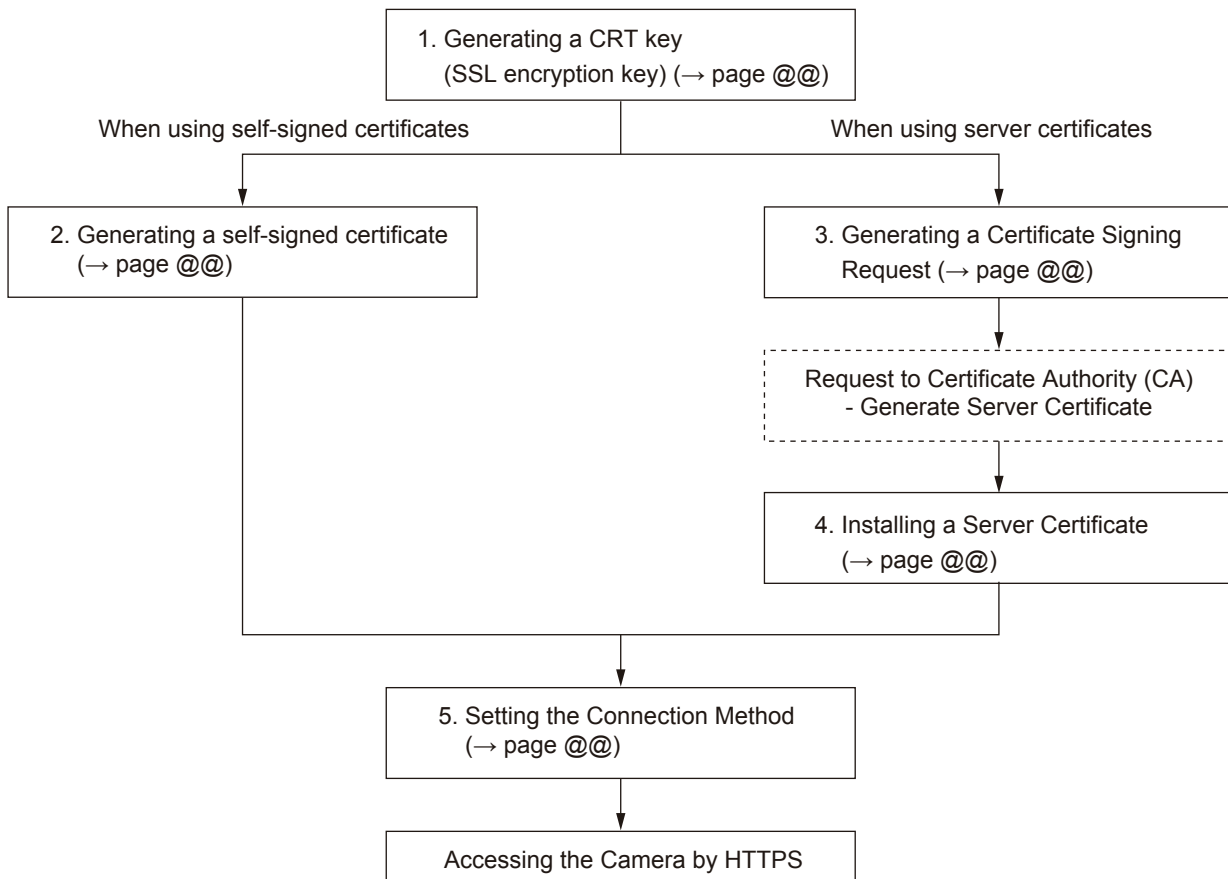 1. Generating a CRT key
(SSL encryption key) (→ page @@)
When using self-signed certificates
When using server certificates
2. Generating a self-signed certificate
(→ page @@)
3. Generating a Certificate Signing
Request (→ page @@)
Request to Certificate Authority (CA)
- Generate Server Certificate
4. Installing a Server Certificate
(→ page @@)
5. Setting the Connection Method
(→ page @@)
Accessing the Camera by HTTPS